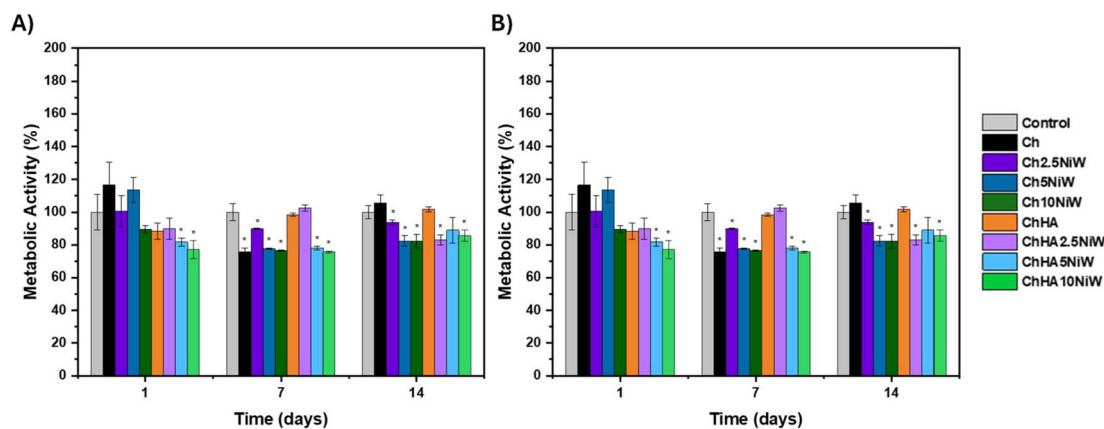 A)
B)
200
180
160
140
120
100
80
60
40
20
0
Metabolic Activity (%)
1
7
14
Time (days)
* * * * * * * * * * * * *
200
180
160
140
120
100
80
60
40
20
0
Metabolic Activity (%)
1
7
14
Time (days)
* * * * * * * * * * * * *
Control
Ch
Ch2.5NiW
Ch5NiW
Ch10NiW
ChHA
ChHA2.5NiW
ChHA5NiW
ChHA10NiW